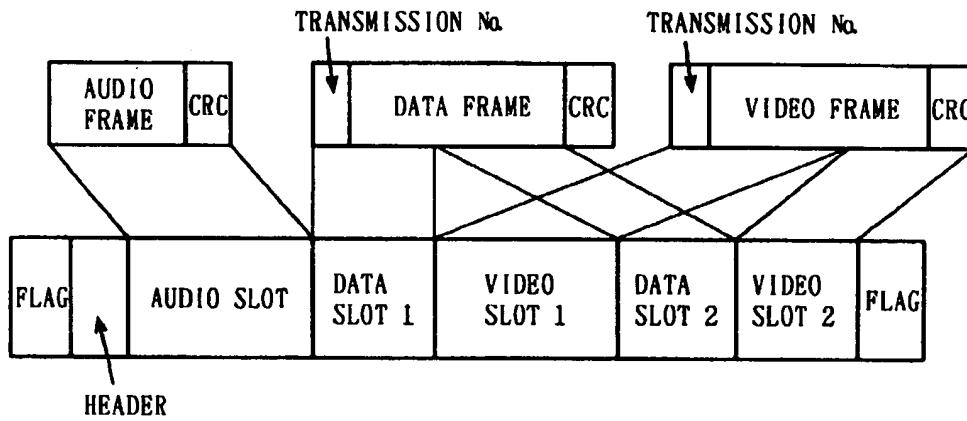 TRANSMISSION No.
TRANSMISSION No.
AUDIO
FRAME
CRC
DATA FRAME
CRC
VIDEO FRAME
CRC
FLAG
AUDIO SLOT
DATA
SLOT 1
VIDEO
SLOT 1
DATA
SLOT 2
VIDEO
SLOT 2
FLAG
HEADER